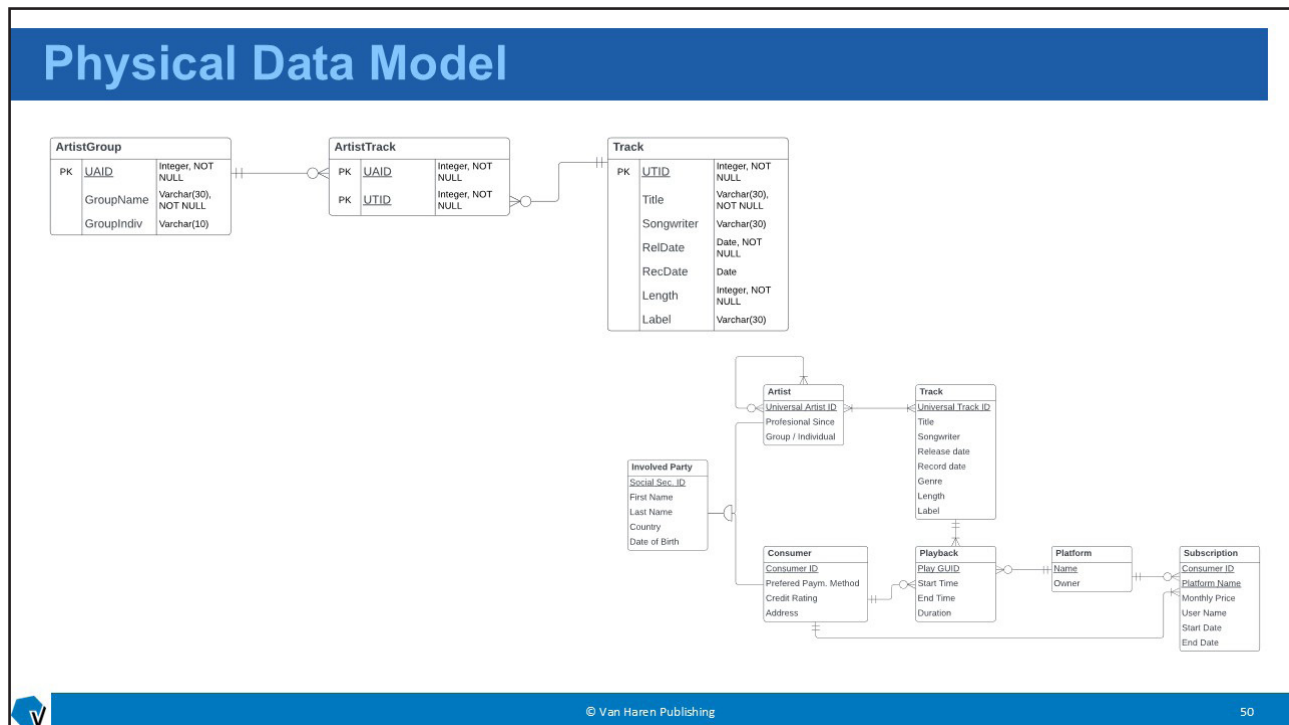 Physical Data Model
ArtistGroup
PK UAID Integer, NOT NULL
GroupName Varchar(30), NOT NULL
GroupIndiv Varchar(10)
ArtistTrack
PK UAID Integer, NOT NULL
PK UTID Integer, NOT NULL
Track
PK UTID Integer, NOT NULL
Title Varchar(30), NOT NULL
Songwriter Varchar(30)
RelDate Date, NOT NULL
RecDate Date
Length Integer, NOT NULL
Label Varchar(30)
Artist
Universal Artist ID
Profesional Since
Group / Individual
Track
Universal Track ID
Title
Songwriter
Release date
Record date
Genre
Length
Label
Involved Party
Social Sec. ID
First Name
Last Name
Country
Date of Birth
Consumer
Consumer ID
Prefered Paym. Method
Credit Rating
Address
Playback
Play GUID
Start Time
End Time
Duration
Platform
Name
Owner
Subscription
Consumer ID
Platform Name
Monthly Price
User Name
Start Date
End Date
V
© Van Haren Publishing
50